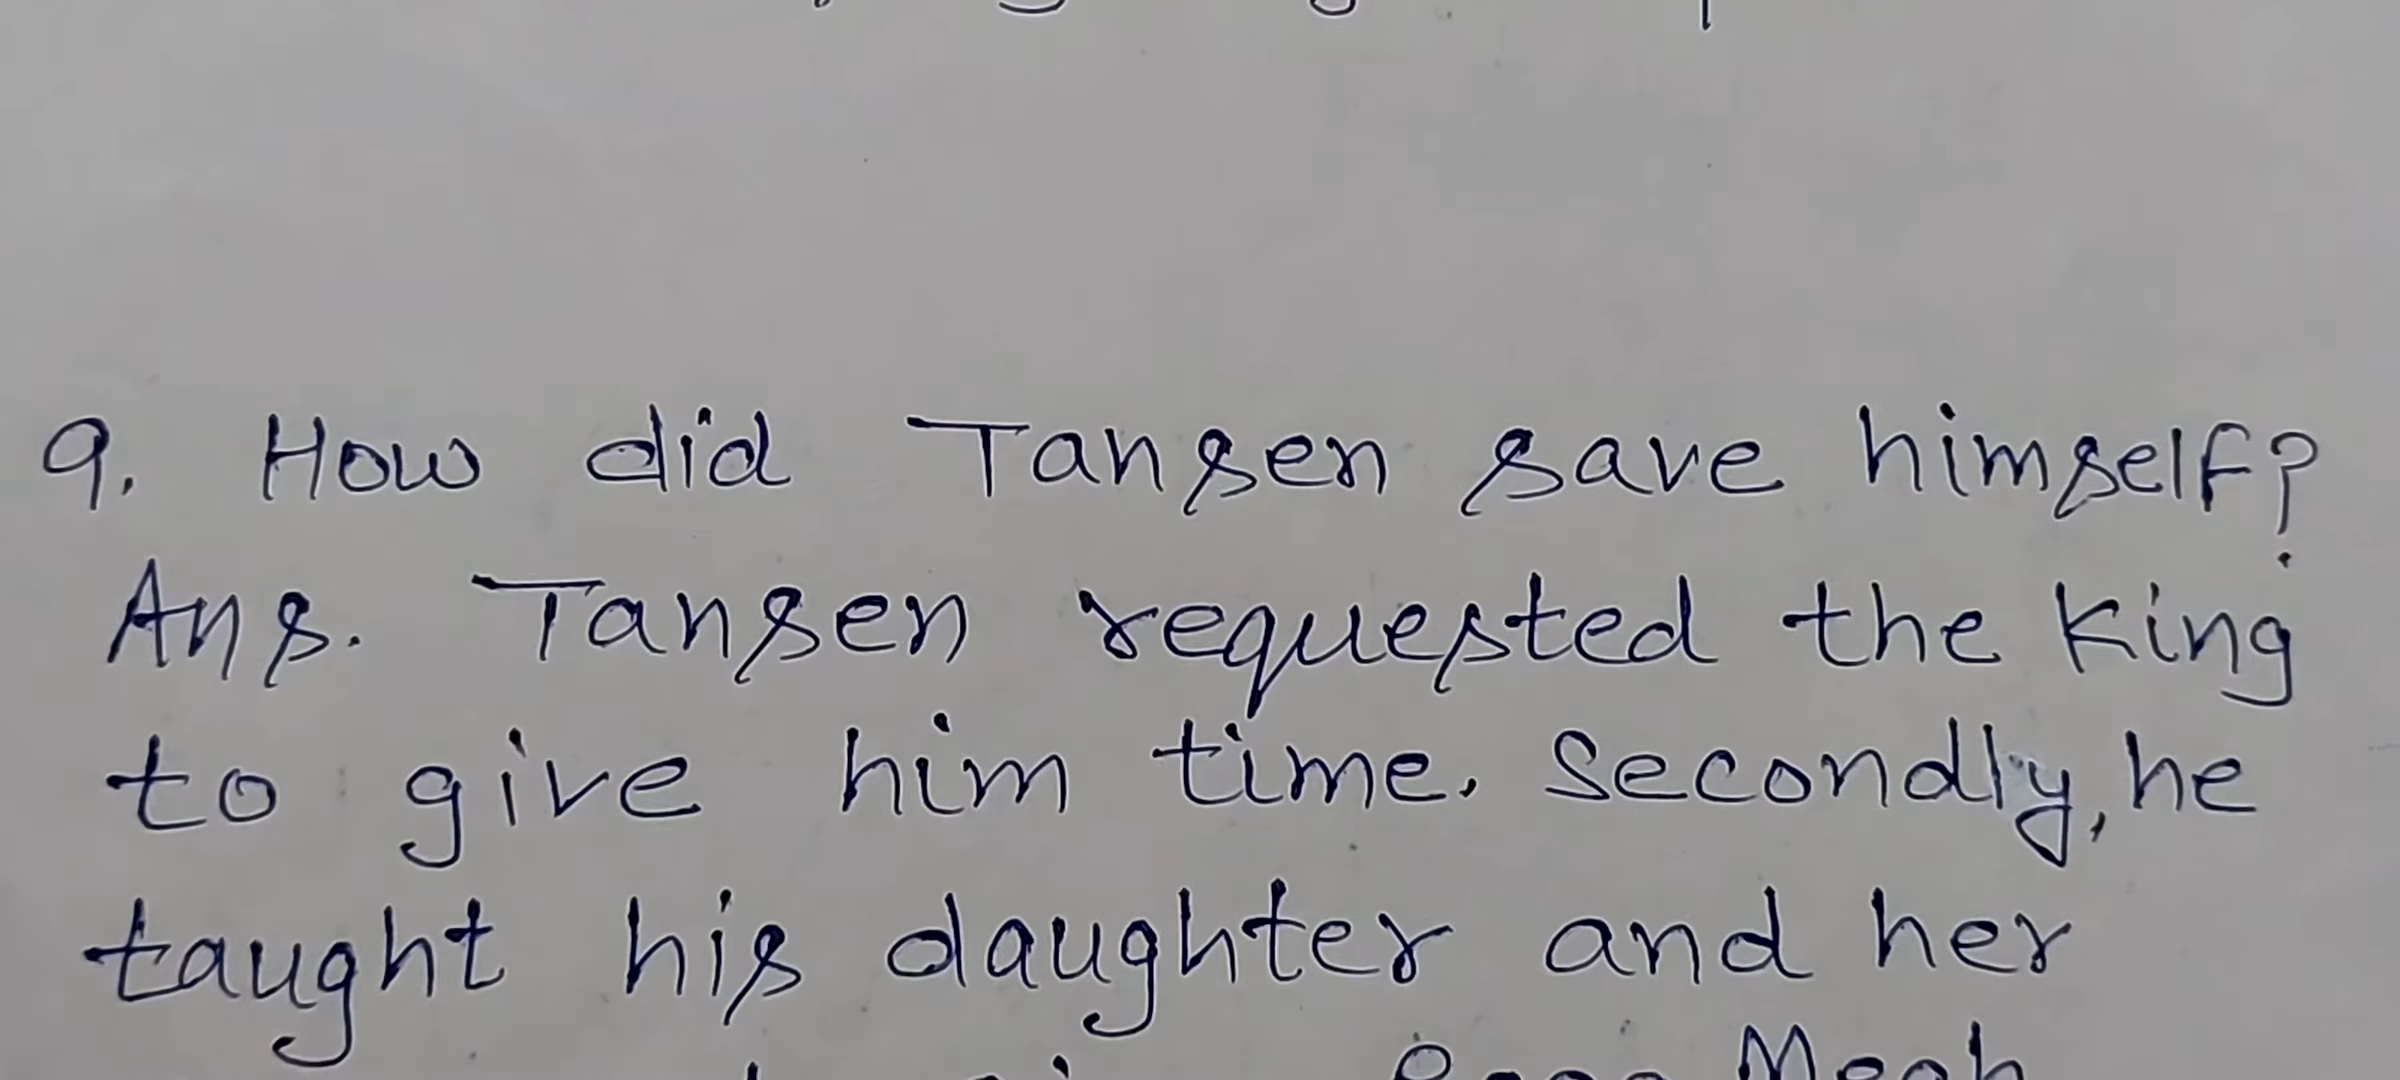 9. How did Tansen save himself?
Ans. Tansen requested the King
to give him time. Secondly, he
taught his daughter and her
Megh